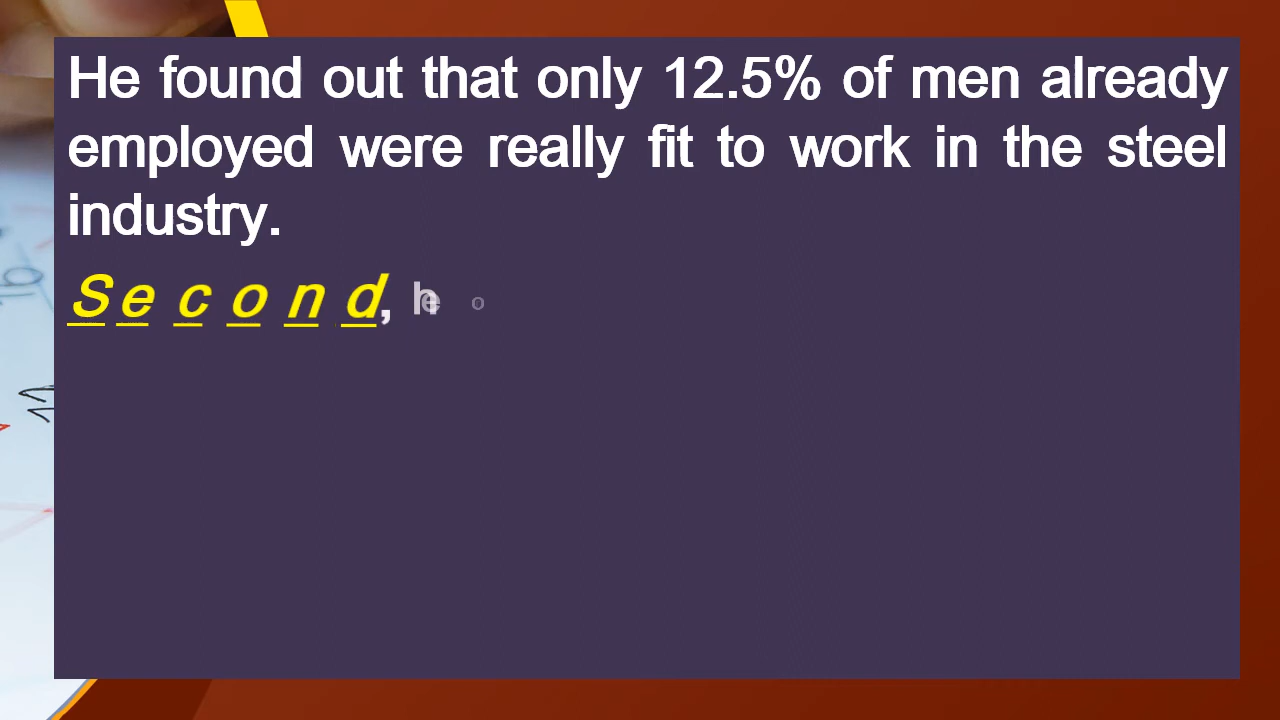 He found out that only 12.5% of men already
employed were really fit to work in the steel
industry.
Second, he o